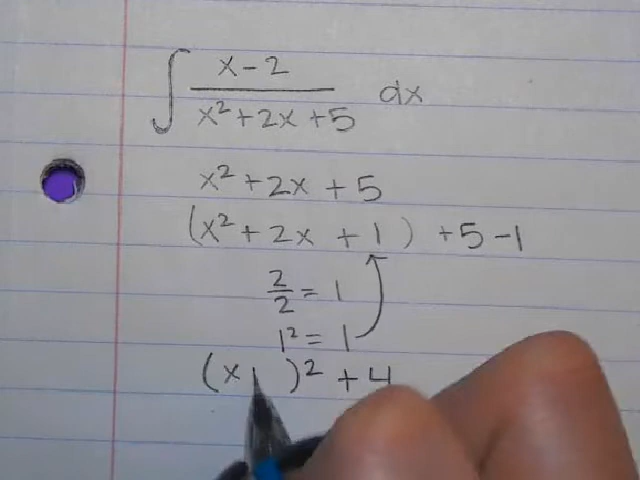 ∫ x-2 / x²+2x+5 dx
x²+2x+5
(x²+2x+1) +5-1
2/2 = 1
1² = 1
(x )² +4